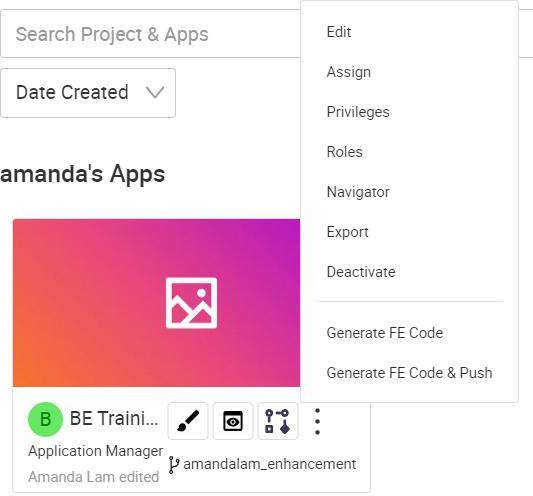 Search Project & Apps
Date Created
amanda's Apps
B
BE Traini...
Application Manager
Amanda Lam edited
amandalam_enhancement
Edit
Assign
Privileges
Roles
Navigator
Export
Deactivate
Generate FE Code
Generate FE Code & Push